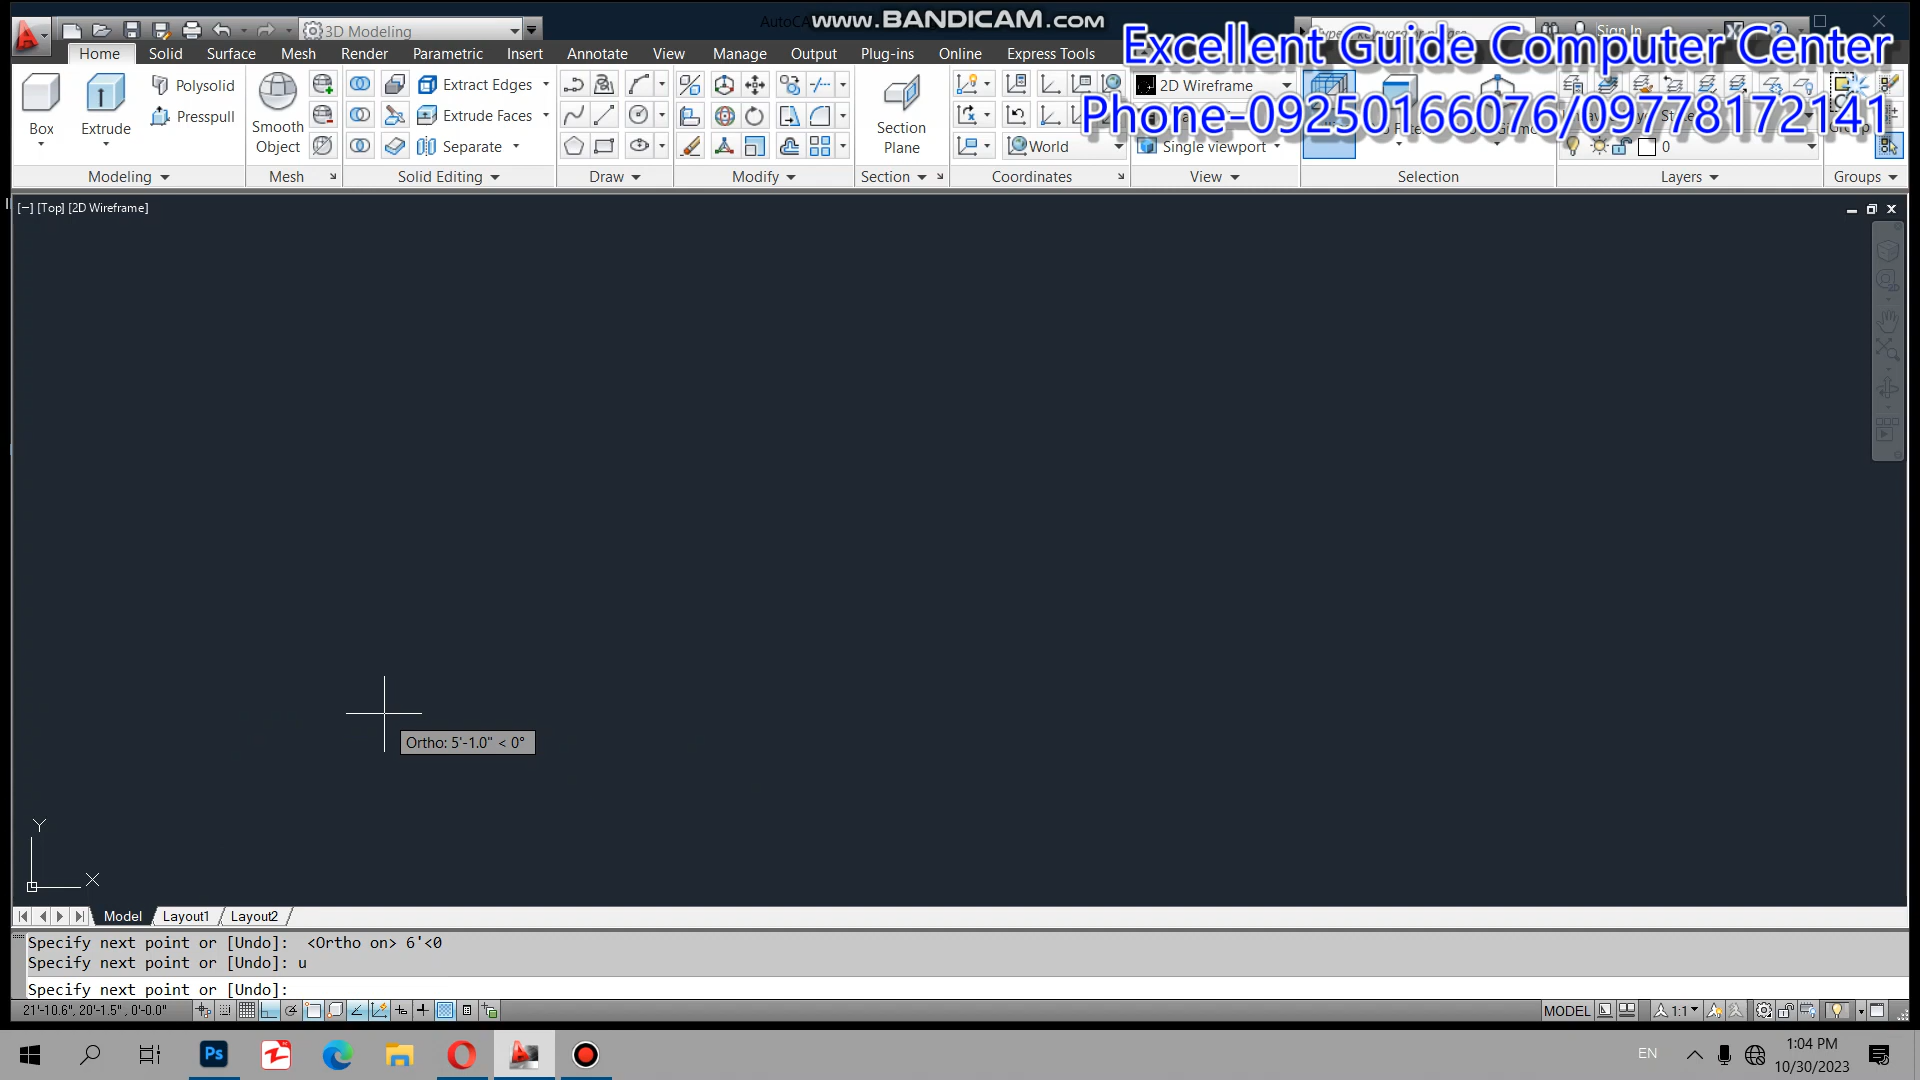 www.BANDICAM.com
Excellent Guide Computer Center
Phone-09250166076/09778172141
3D Modeling
Home Solid Surface Mesh Render Parametric Insert Annotate View Manage Output Plug-ins Online Express Tools
Box
Extrude
Polysolid
Presspull
Smooth Object
Extract Edges
Extrude Faces
Separate
Section Plane
World
2D Wireframe
Single viewport
0
Modeling Mesh Solid Editing Draw Modify Section Coordinates View Selection Layers Groups
[−] [Top] [2D Wireframe]
Ortho: 5'-1.0" < 0°
Y
X
Model Layout1 Layout2
Specify next point or [Undo]:  <Ortho on> 6'<0
Specify next point or [Undo]: u
Specify next point or [Undo]:
21'-10.6", 20'-1.5" , 0'-0.0"
MODEL
1:1
Ps
EN
1:04 PM
10/30/2023